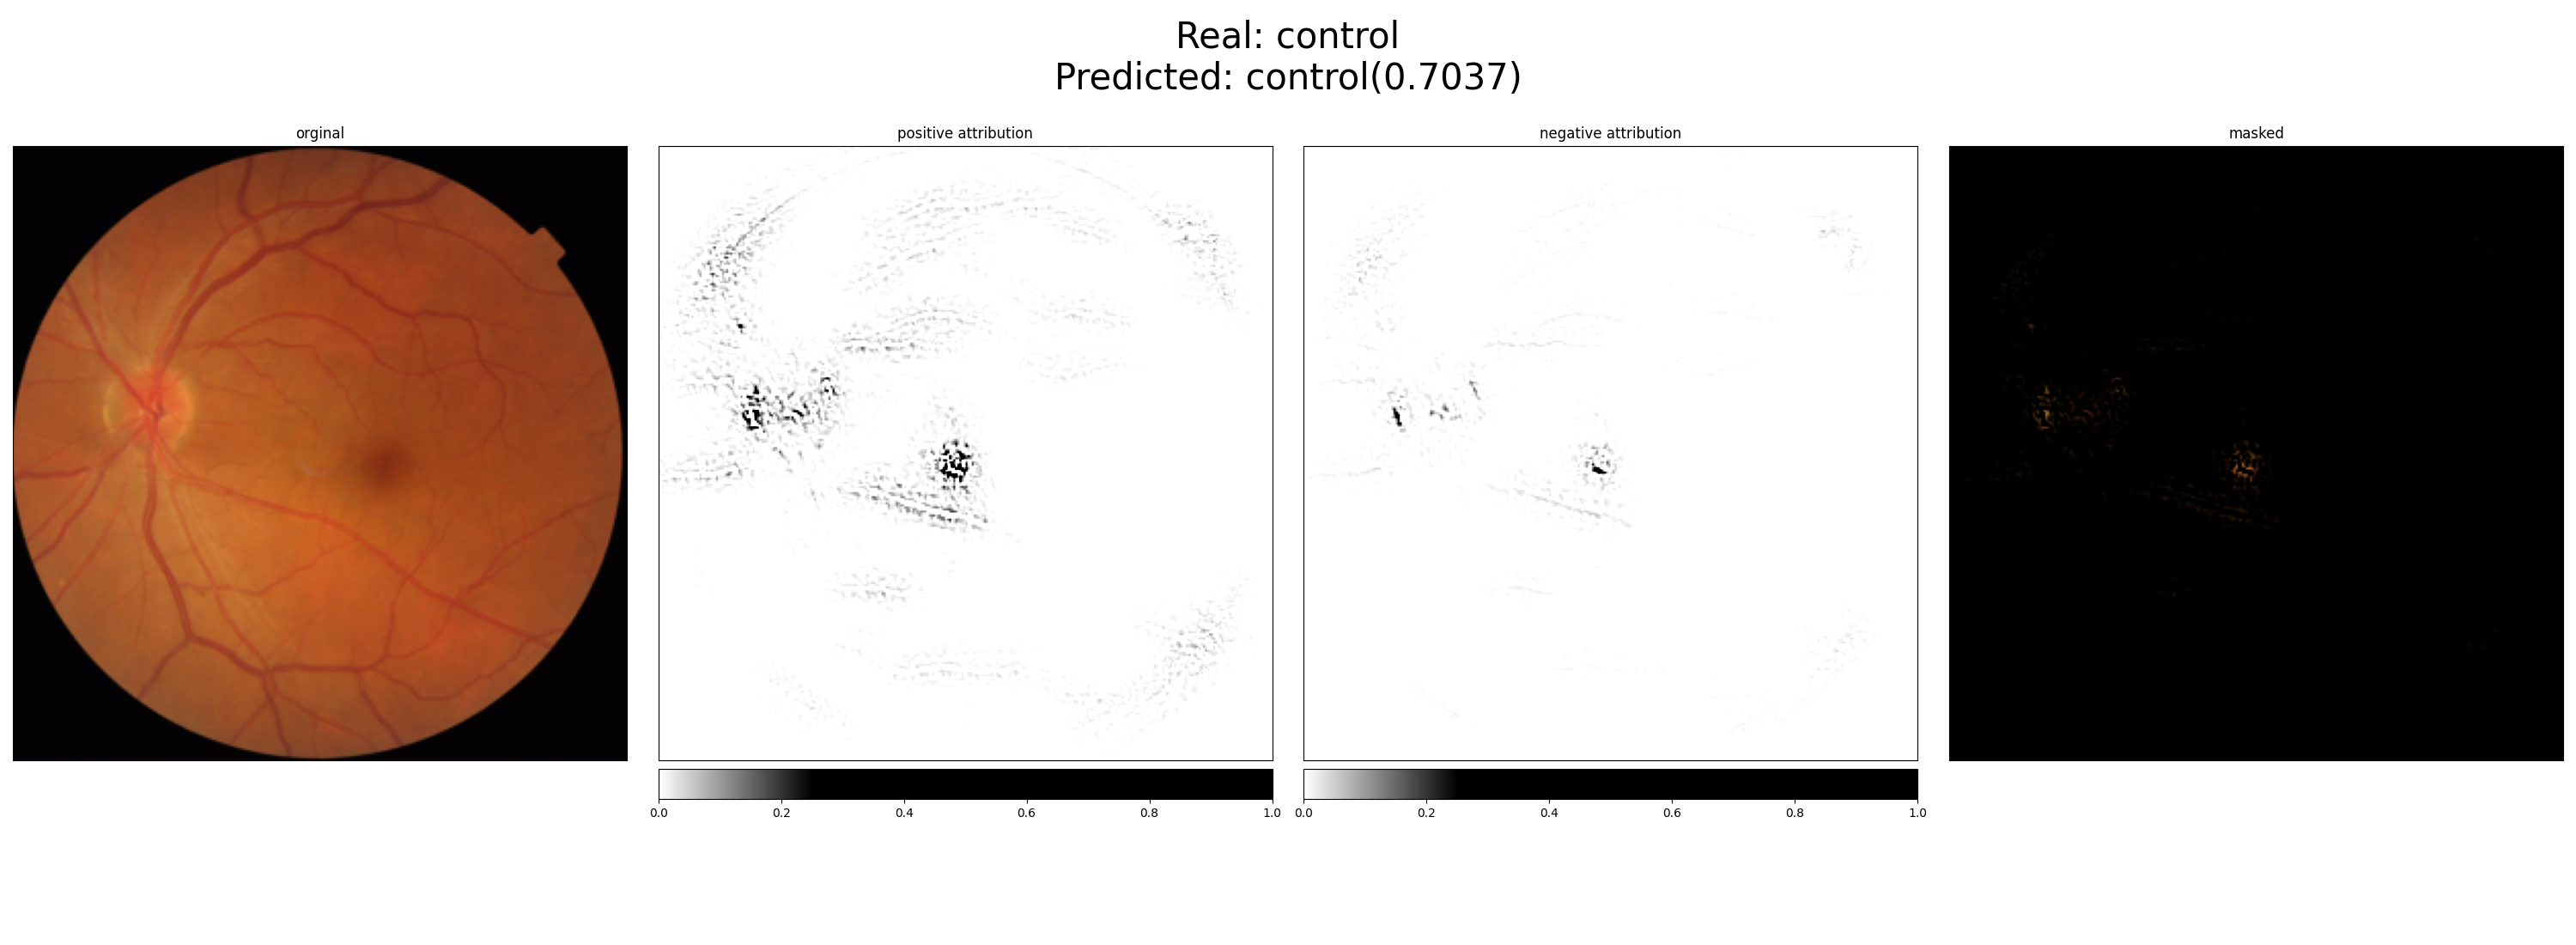 Real: control
Predicted: control(0.7037)
orginal
positive attribution
negative attribution
masked
0.0 0.2 0.4 0.6 0.8 1.0
0.0 0.2 0.4 0.6 0.8 1.0